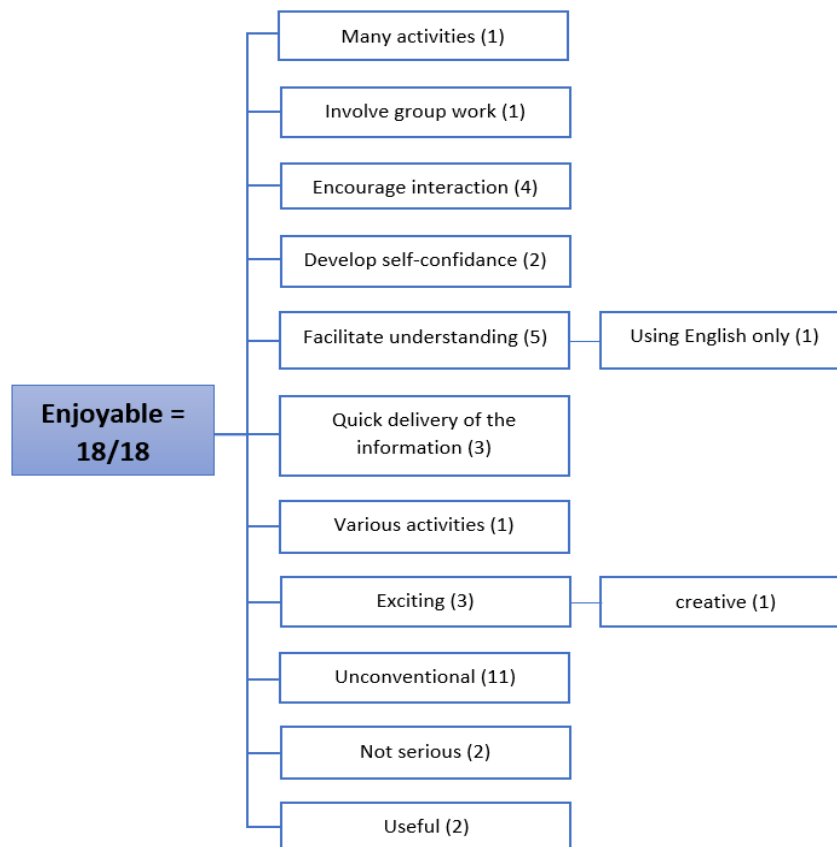 Many activities (1)
Involve group work (1)
Encourage interaction (4)
Develop self-confidance (2)
Facilitate understanding (5)
Using English only (1)
Enjoyable =
18/18
Quick delivery of the
information (3)
Various activities (1)
Exciting (3)
creative (1)
Unconventional (11)
Not serious (2)
Useful (2)